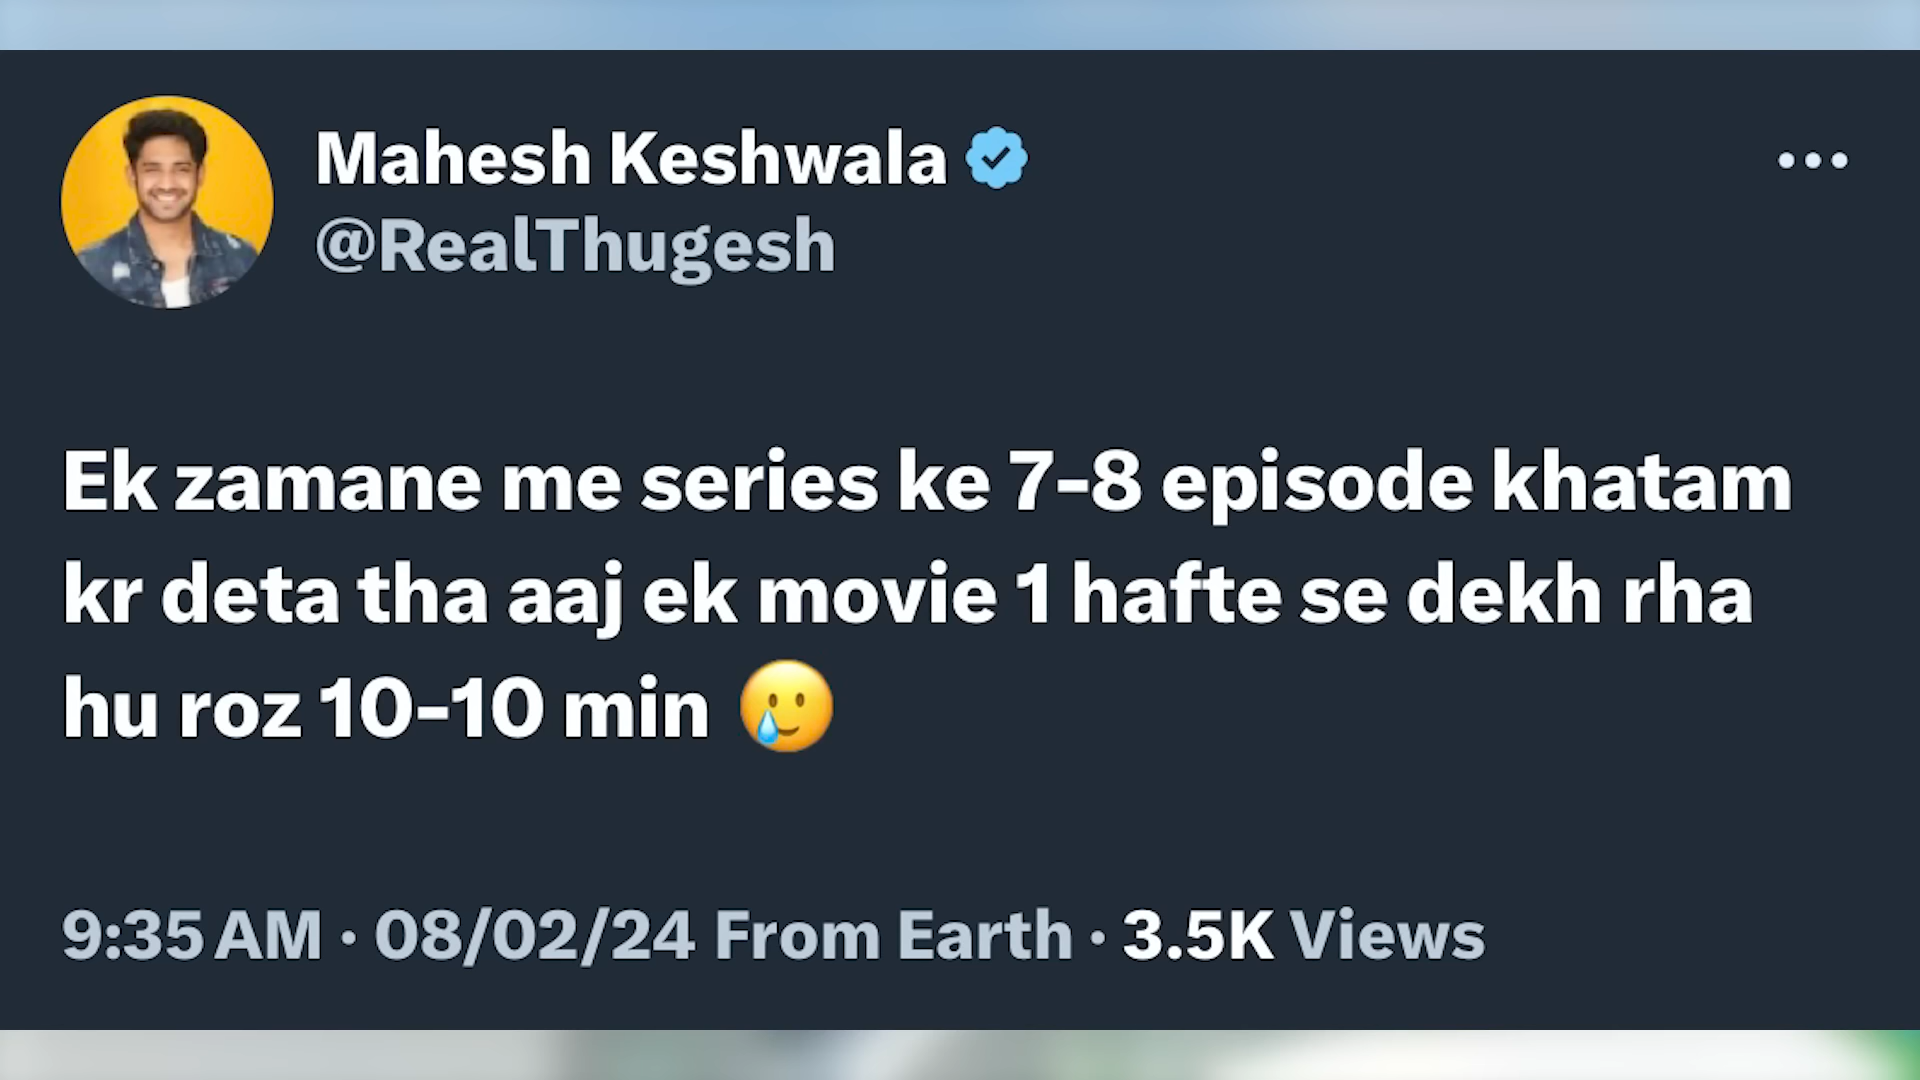 Mahesh Keshwala
@RealThugesh
Ek zamane me series ke 7-8 episode khatam
kr deta tha aaj ek movie 1 hafte se dekh rha
hu roz 10-10 min 🥲
9:35 AM · 08/02/24 From Earth · 3.5K Views